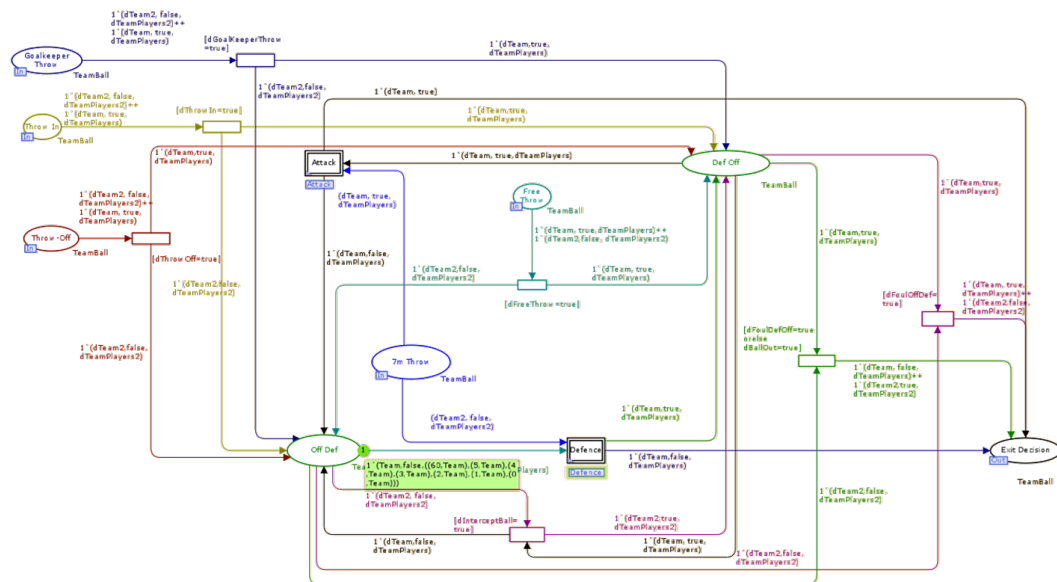 1`(dTeam2, false,
dTeamPlayers2)++
1`(dTeam, true,
dTeamPlayers)
[dGoalKeeperThrow
=true]
1`(dTeam,true,
dTeamPlayers)
Goalkeeper
Throw
In
TeamBall
1`(dTeam2,false,
dTeamPlayers2)
1`(dTeam, true)
1`(dTeam2, false,
dTeamPlayers2)++
1`(dTeam, true,
dTeamPlayers)
[dThrowIn=true]
1`(dTeam,true,
dTeamPlayers)
Throw In
In
TeamBall
1`(dTeam,true,
dTeamPlayers)
Attack
Attack
1`(dTeam, true,dTeamPlayers)
Def Off
TeamBall
1`(dTeam,true,
dTeamPlayers)
1`(dTeam2, false,
dTeamPlayers2)++
1`(dTeam, true,
dTeamPlayers)
(dTeam, true,
dTeamPlayers)
Free
Throw
In
TeamBall
Throw -Off
In
TeamBall
[dThrowOff=true]
1`(dTeam, true,dTeamPlayers)++
1`(dTeam2,false, dTeamPlayers2)
1`(dTeam,true,
dTeamPlayers)
1`(dTeam,false,
dTeamPlayers)
1`(dTeam2,false,
dTeamPlayers2)
1`(dTeam2,false,
dTeamPlayers2)
1`(dTeam, true,
dTeamPlayers)
[dFreeThrow =true]
[dFoulOffDef=
true]
1`(dTeam, true,
dTeamPlayers)++
1`(dTeam2,false,
dTeamPlayers2)
1`(dTeam2,false,
dTeamPlayers2)
7m Throw
In
TeamBall
[dFoulDefOff=true
orelse
dBallOut=true]
1`(dTeam, false,
dTeamPlayers)++
1`(dTeam2,true,
dTeamPlayers2)
(dTeam2, false,
dTeamPlayers2)
1`(dTeam,true,
dTeamPlayers)
Off Def
1
Defence
Defence
1`(dTeam,false,
dTeamPlayers)
Exit Decision
Out
TeamBall
1`(Team,false,((60,Team),(5,Team),(4
,Team),(3,Team),(2,Team),(1,Team),(0
,Team)))
Players)
1`(dTeam2, false,
dTeamPlayers2)
1`(dTeam2,false,
dTeamPlayers2)
[dInterceptBall=
true]
1`(dTeam2,true,
dTeamPlayers2)
1`(dTeam,false,
dTeamPlayers)
1`(dTeam, true,
dTeamPlayers)
1`(dTeam2,false,
dTeamPlayers2)